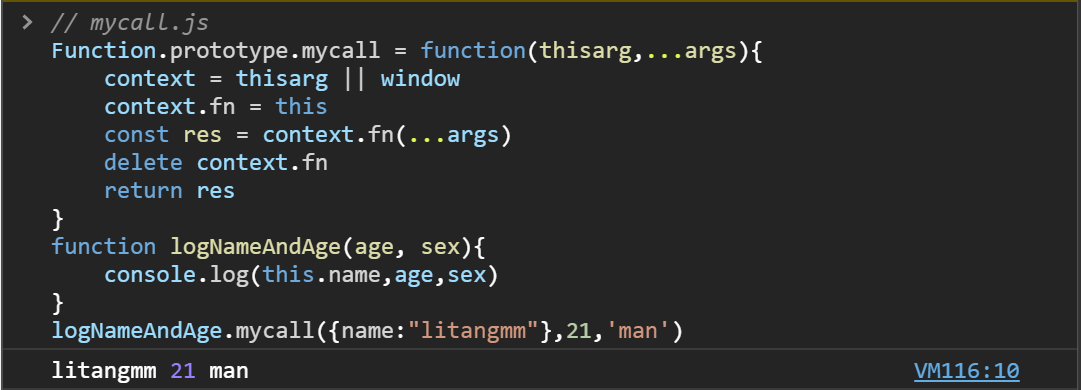 > // mycall.js
Function.prototype.mycall = function(thisarg,...args){
    context = thisarg || window
    context.fn = this
    const res = context.fn(...args)
    delete context.fn
    return res
}
function logNameAndAge(age, sex){
    console.log(this.name,age,sex)
}
logNameAndAge.mycall({name:"litangmm"},21,'man')
litangmm 21 man VM116:10